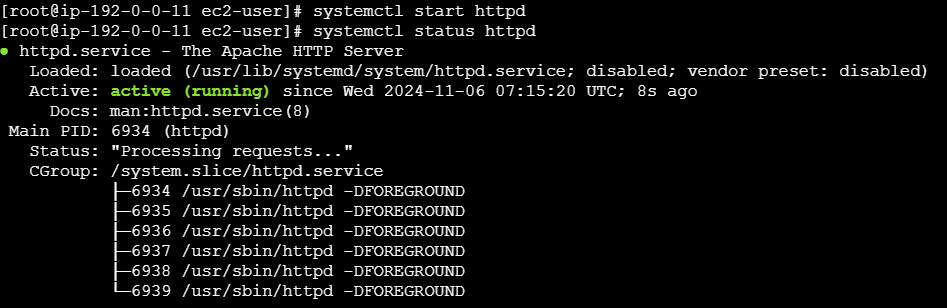 [root@ip-192-0-0-11 ec2-user]# systemctl start httpd
[root@ip-192-0-0-11 ec2-user]# systemctl status httpd
● httpd.service - The Apache HTTP Server
   Loaded: loaded (/usr/lib/systemd/system/httpd.service; disabled; vendor preset: disabled)
   Active: active (running) since Wed 2024-11-06 07:15:20 UTC; 8s ago
     Docs: man:httpd.service(8)
 Main PID: 6934 (httpd)
   Status: "Processing requests..."
   CGroup: /system.slice/httpd.service
           ├─6934 /usr/sbin/httpd -DFOREGROUND
           ├─6935 /usr/sbin/httpd -DFOREGROUND
           ├─6936 /usr/sbin/httpd -DFOREGROUND
           ├─6937 /usr/sbin/httpd -DFOREGROUND
           ├─6938 /usr/sbin/httpd -DFOREGROUND
           └─6939 /usr/sbin/httpd -DFOREGROUND